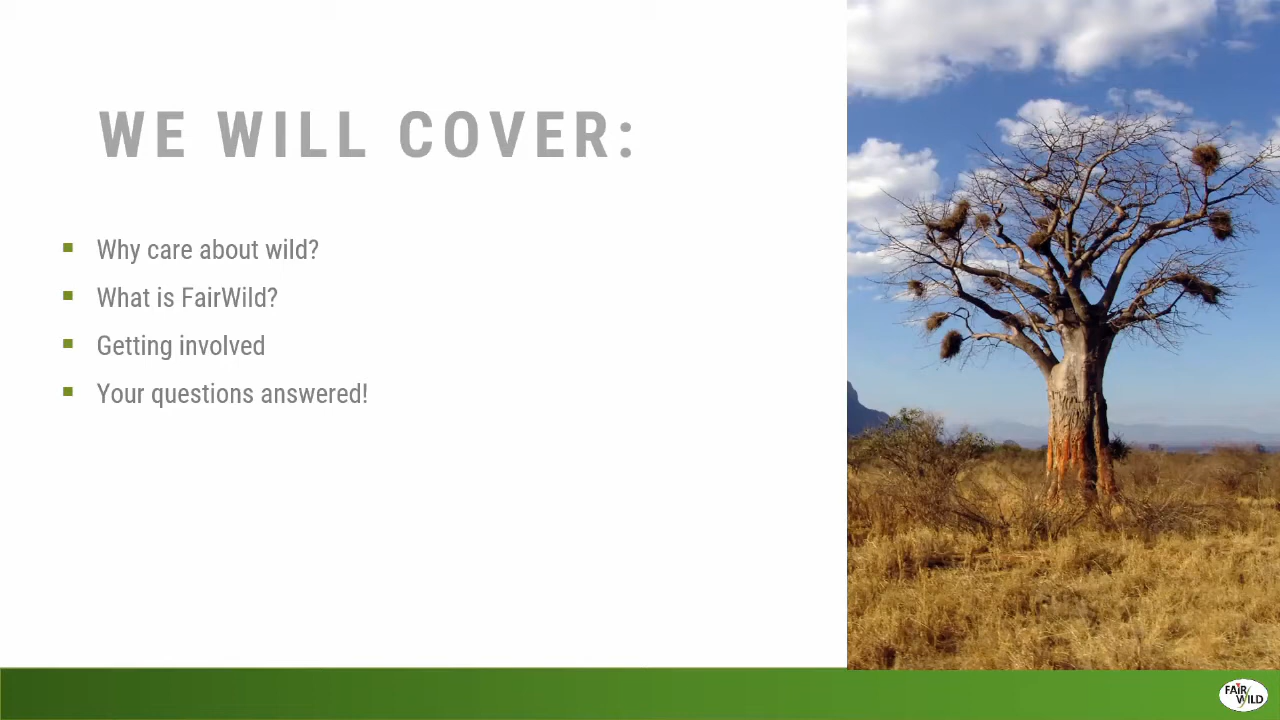 WE WILL COVER:
Why care about wild?
What is FairWild?
Getting involved
Your questions answered!
FAIR
WILD